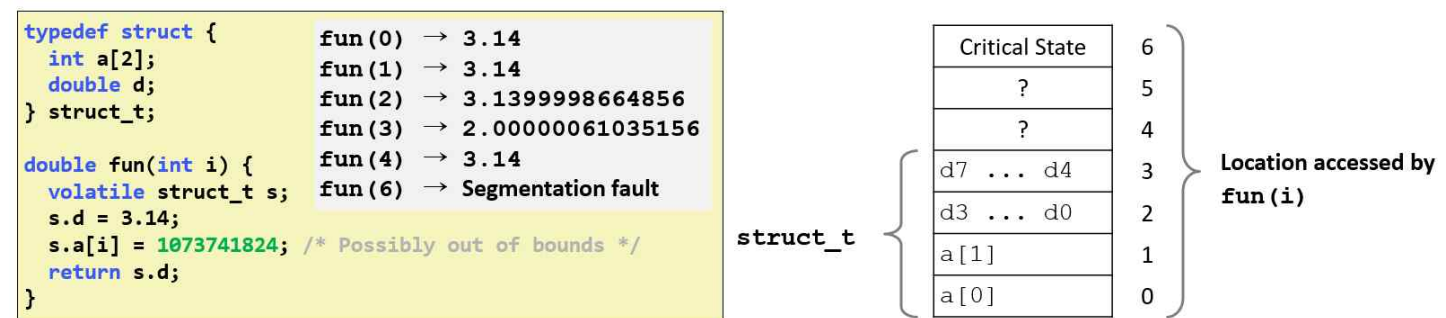 typedef struct {
  int a[2];
  double d;
} struct_t;
double fun(int i) {
  volatile struct_t s;
  s.d = 3.14;
  s.a[i] = 1073741824; /* Possibly out of bounds */
  return s.d;
}
fun(0) → 3.14
fun(1) → 3.14
fun(2) → 3.1399998664856
fun(3) → 2.00000061035156
fun(4) → 3.14
fun(6) → Segmentation fault
struct_t
Critical State 6
? 5
? 4
d7 ... d4 3
d3 ... d0 2
a[1] 1
a[0] 0
Location accessed by
fun(i)